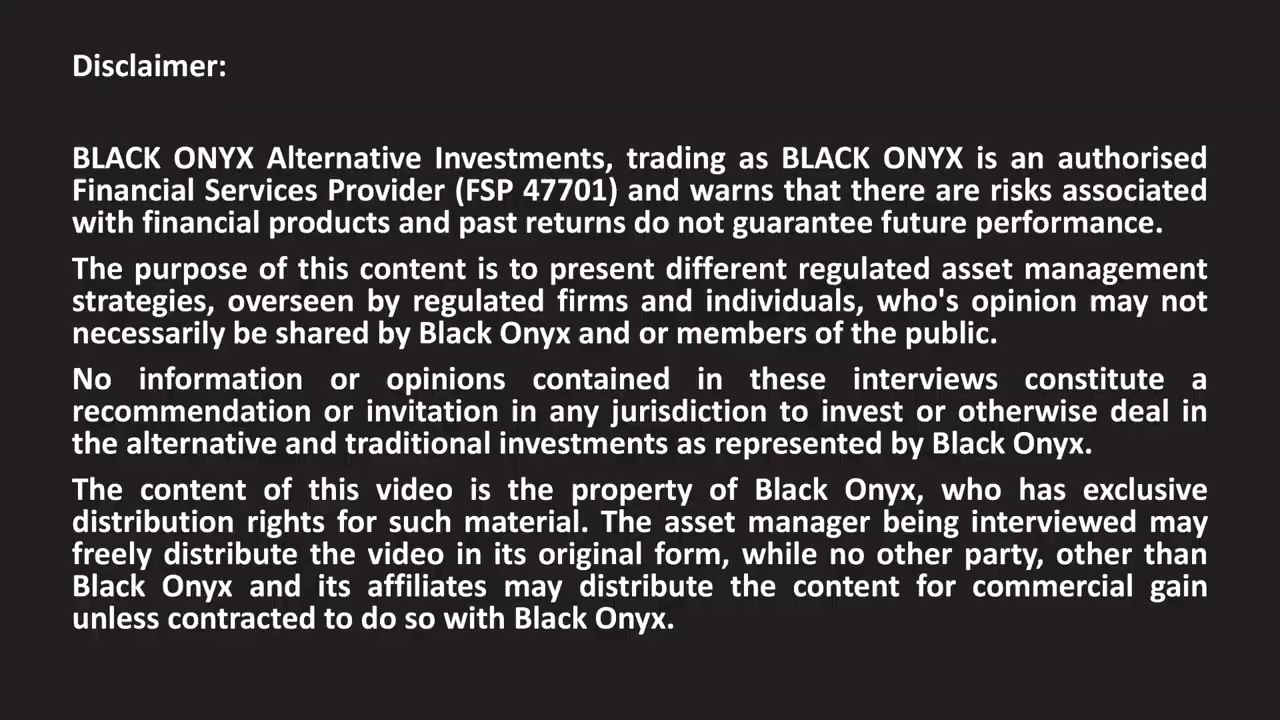 Disclaimer:
BLACK ONYX Alternative Investments, trading as BLACK ONYX is an authorised
Financial Services Provider (FSP 47701) and warns that there are risks associated
with financial products and past returns do not guarantee future performance.
The purpose of this content is to present different regulated asset management
strategies, overseen by regulated firms and individuals, who's opinion may not
necessarily be shared by Black Onyx and or members of the public.
No information or opinions contained in these interviews constitute a
recommendation or invitation in any jurisdiction to invest or otherwise deal in
the alternative and traditional investments as represented by Black Onyx.
The content of this video is the property of Black Onyx, who has exclusive
distribution rights for such material. The asset manager being interviewed may
freely distribute the video in its original form, while no other party, other than
Black Onyx and its affiliates may distribute the content for commercial gain
unless contracted to do so with Black Onyx.